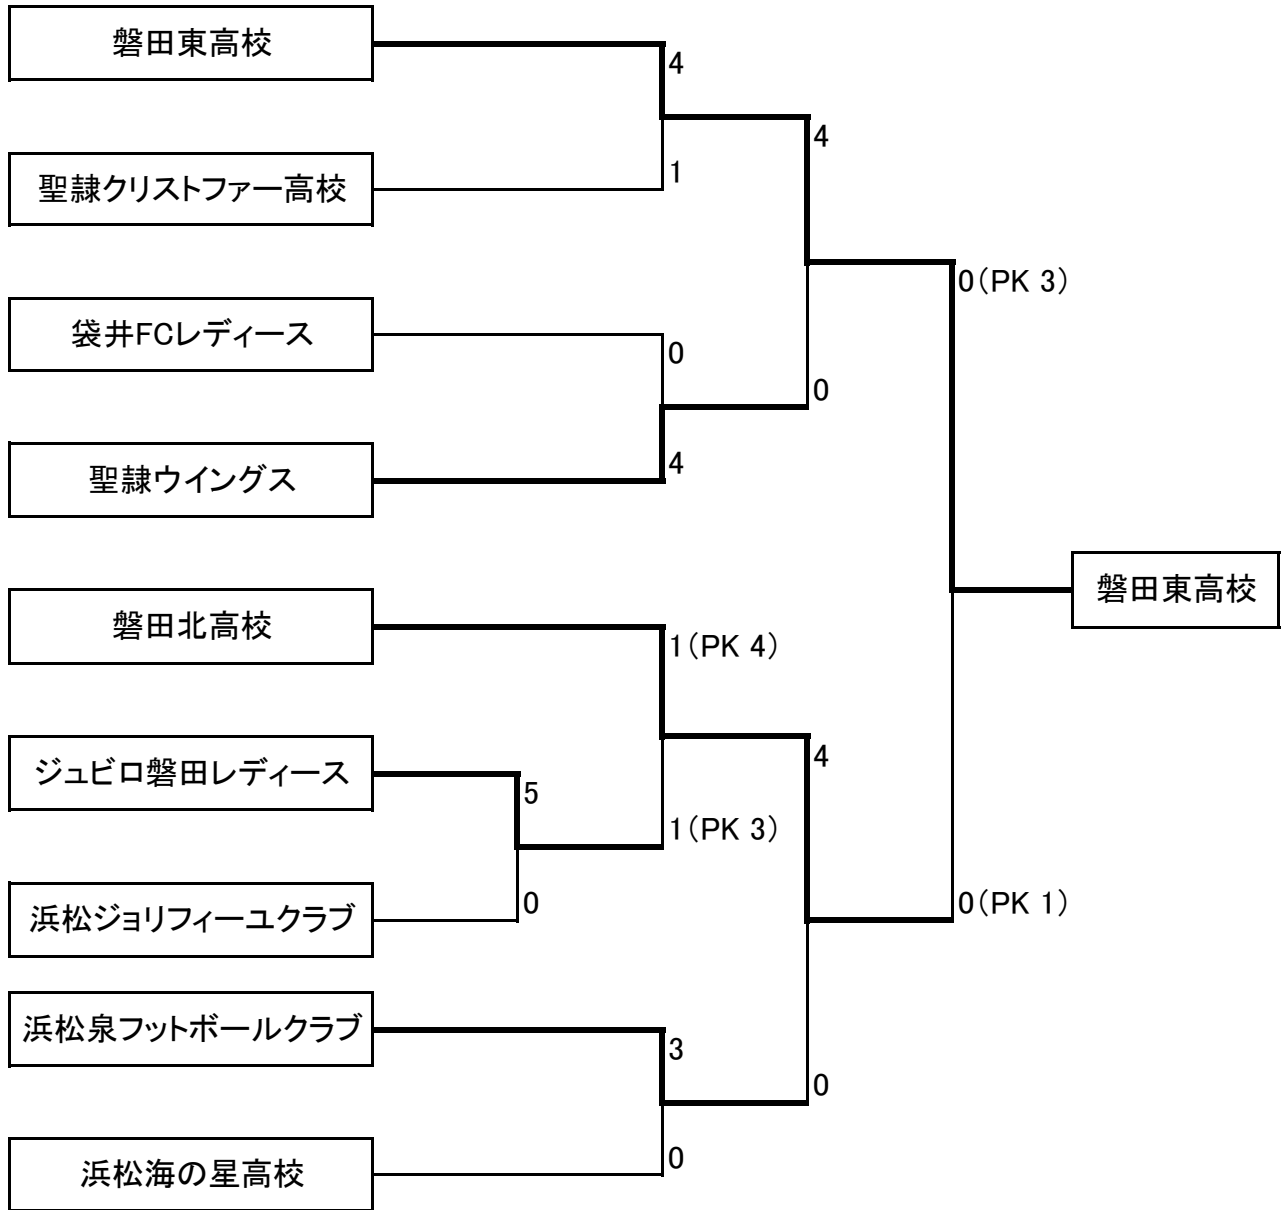 磐田東高校
4
4
聖隷クリストファー高校
1
0(PK 3)
袋井FCレディース
0
0
聖隷ウイングス
4
磐田東高校
磐田北高校
1(PK 4)
ジュビロ磐田レディース
4
5
1(PK 3)
浜松ジョリフィーユクラブ
0
0(PK 1)
浜松泉フットボールクラブ
3
0
浜松海の星高校
0